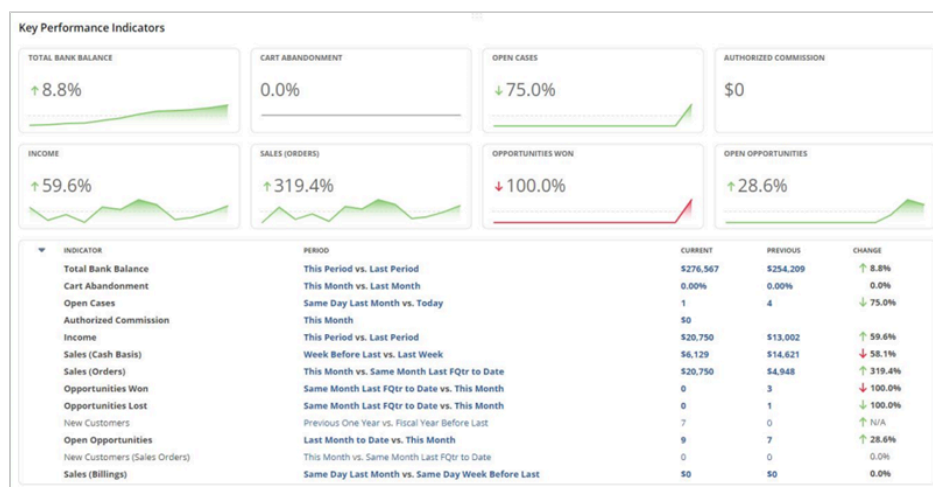 Key Performance Indicators
TOTAL BANK BALANCE
↑8.8%
CART ABANDONMENT
0.0%
OPEN CASES
↓75.0%
AUTHORIZED COMMISSION
$0
INCOME
↑59.6%
SALES (ORDERS)
↑319.4%
OPPORTUNITIES WON
↓100.0%
OPEN OPPORTUNITIES
↑28.6%
INDICATOR PERIOD CURRENT PREVIOUS CHANGE
Total Bank Balance This Period vs. Last Period $276,567 $254,209 ↑ 8.8%
Cart Abandonment This Month vs. Last Month 0.00% 0.00% 0.0%
Open Cases Same Day Last Month vs. Today 1 4 ↓ 75.0%
Authorized Commission This Month $0
Income This Period vs. Last Period $20,750 $13,002 ↑ 59.6%
Sales (Cash Basis) Week Before Last vs. Last Week $6,129 $14,621 ↓ 58.1%
Sales (Orders) This Month vs. Same Month Last FQtr to Date $20,750 $4,948 ↑ 319.4%
Opportunities Won Same Month Last FQtr to Date vs. This Month 0 3 ↓ 100.0%
Opportunities Lost Same Month Last FQtr to Date vs. This Month 0 1 ↓ 100.0%
New Customers Previous One Year vs. Fiscal Year Before Last 7 0 ↑ N/A
Open Opportunities Last Month to Date vs. This Month 9 7 ↑ 28.6%
New Customers (Sales Orders) This Month vs. Same Month Last FQtr to Date 0 0 0.0%
Sales (Billings) Same Day Last Month vs. Same Day Week Before Last $0 $0 0.0%